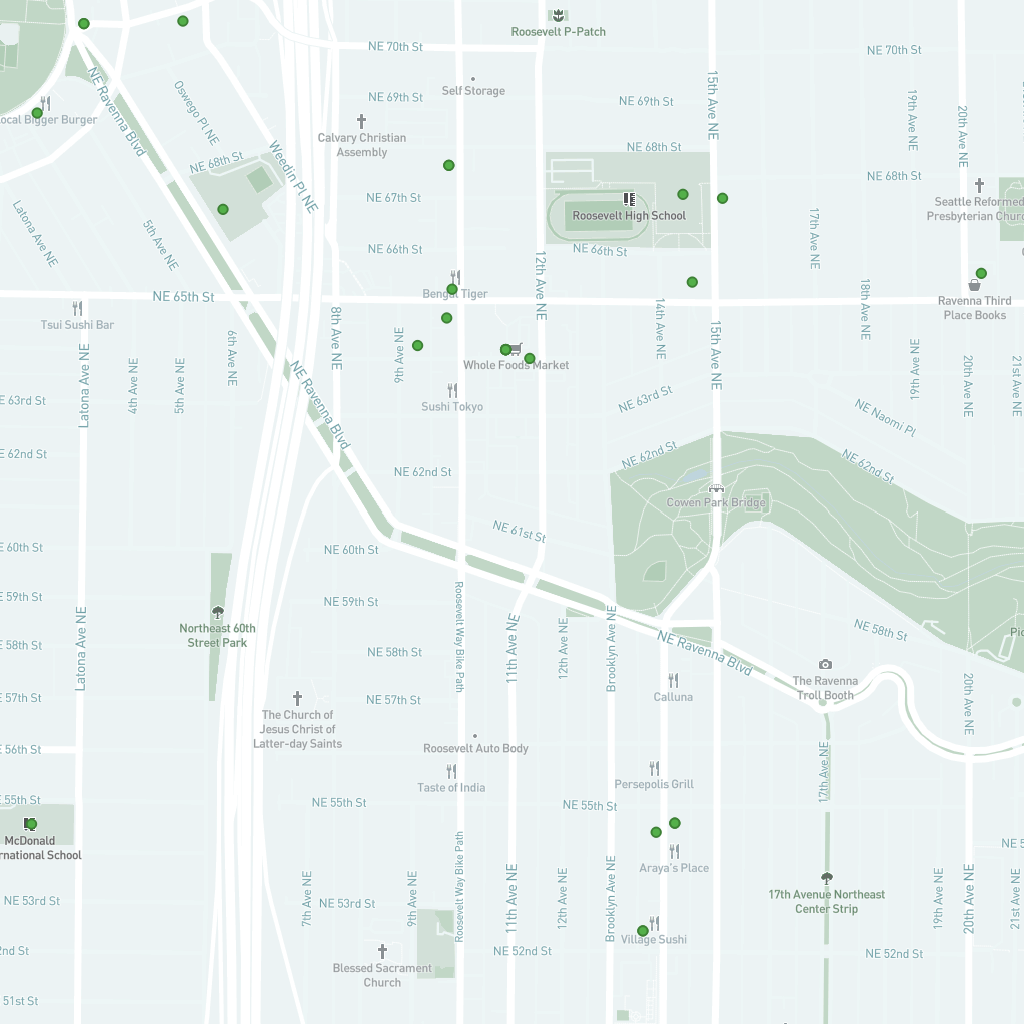 Roosevelt P-Patch
NE 70th St
NE 70th St
NE Ravenna Blvd
Oswego Pl NE
Self Storage
15th Ave NE
NE 69th St
NE 69th St
19th Ave NE
20th Ave NE
ocal Bigger Burger
Calvary Christian
Assembly
NE 68th St
Weedin Pl NE
NE 68th St
NE 68th St
NE 67th St
Seattle Reformed
Presbyterian Churc
Latona Ave NE
5th Ave NE
Roosevelt High School
17th Ave NE
NE 66th St
NE 66th St
12th Ave NE
NE 65th St
Bengal Tiger
18th Ave NE
Ravenna Third
Place Books
Tsui Sushi Bar
6th Ave NE
8th Ave NE
9th Ave NE
14th Ave NE
15th Ave NE
Whole Foods Market
Latona Ave NE
4th Ave NE
5th Ave NE
NE Ravenna Blvd
19th Ave NE
20th Ave NE
21st Ave NE
NE 63rd St
Sushi Tokyo
NE 63rd St
NE Naomi Pl
NE 62nd St
NE 62nd St
NE 62nd St
NE 62nd St
Cowen Park Bridge
NE 61st St
E 60th St
NE 60th St
E 59th St
NE 59th St
Northeast 60th
Street Park
Latona Ave NE
Roosevelt Way Bike Path
11th Ave NE
12th Ave NE
Brooklyn Ave NE
NE Ravenna Blvd
NE 58th St
Pic
E 58th St
NE 58th St
The Ravenna
Troll Booth
Calluna
20th Ave NE
E 57th St
NE 57th St
The Church of
Jesus Christ of
Latter-day Saints
Roosevelt Auto Body
E 56th St
17th Ave NE
Taste of India
Persepolis Grill
E 55th St
NE 55th St
NE 55th St
McDonald
rnational School
Araya's Place
NE 5
7th Ave NE
9th Ave NE
Roosevelt Way Bike Path
11th Ave NE
12th Ave NE
Brooklyn Ave NE
17th Avenue Northeast
Center Strip
19th Ave NE
20th Ave NE
21st Ave NE
NE 53rd St
NE 53rd St
Village Sushi
2nd St
NE 52nd St
NE 52nd St
Blessed Sacrament
Church
51st St